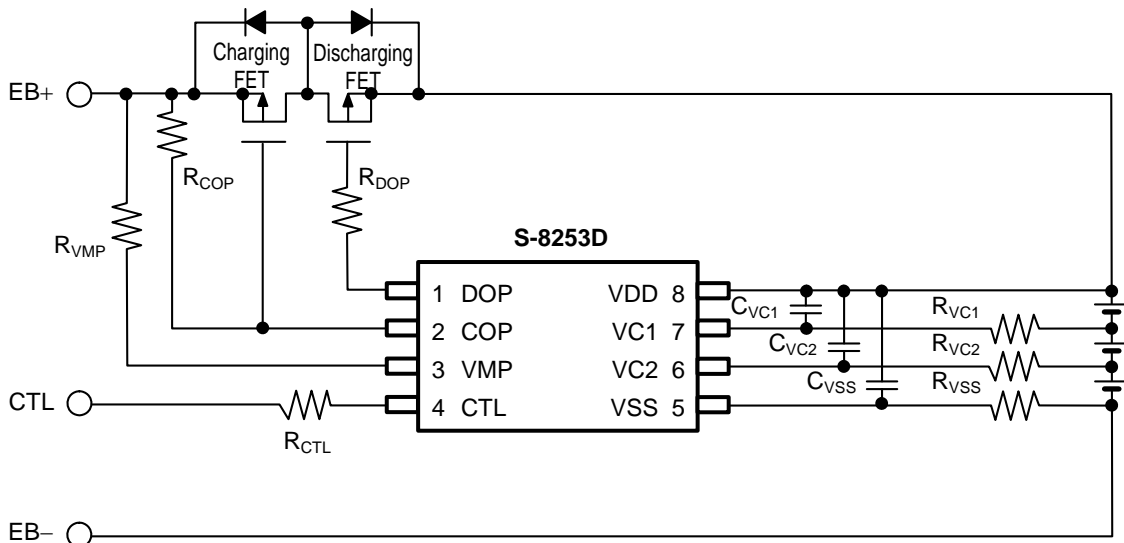 Charging Discharging
FET FET
EB+
RCOP RDOP
RVMP
S-8253D
1 DOP VDD 8
CVC1 RVC1
2 COP VC1 7
CVC2 RVC2
3 VMP VC2 6
CVSS RVSS
CTL 4 CTL VSS 5
RCTL
EB−